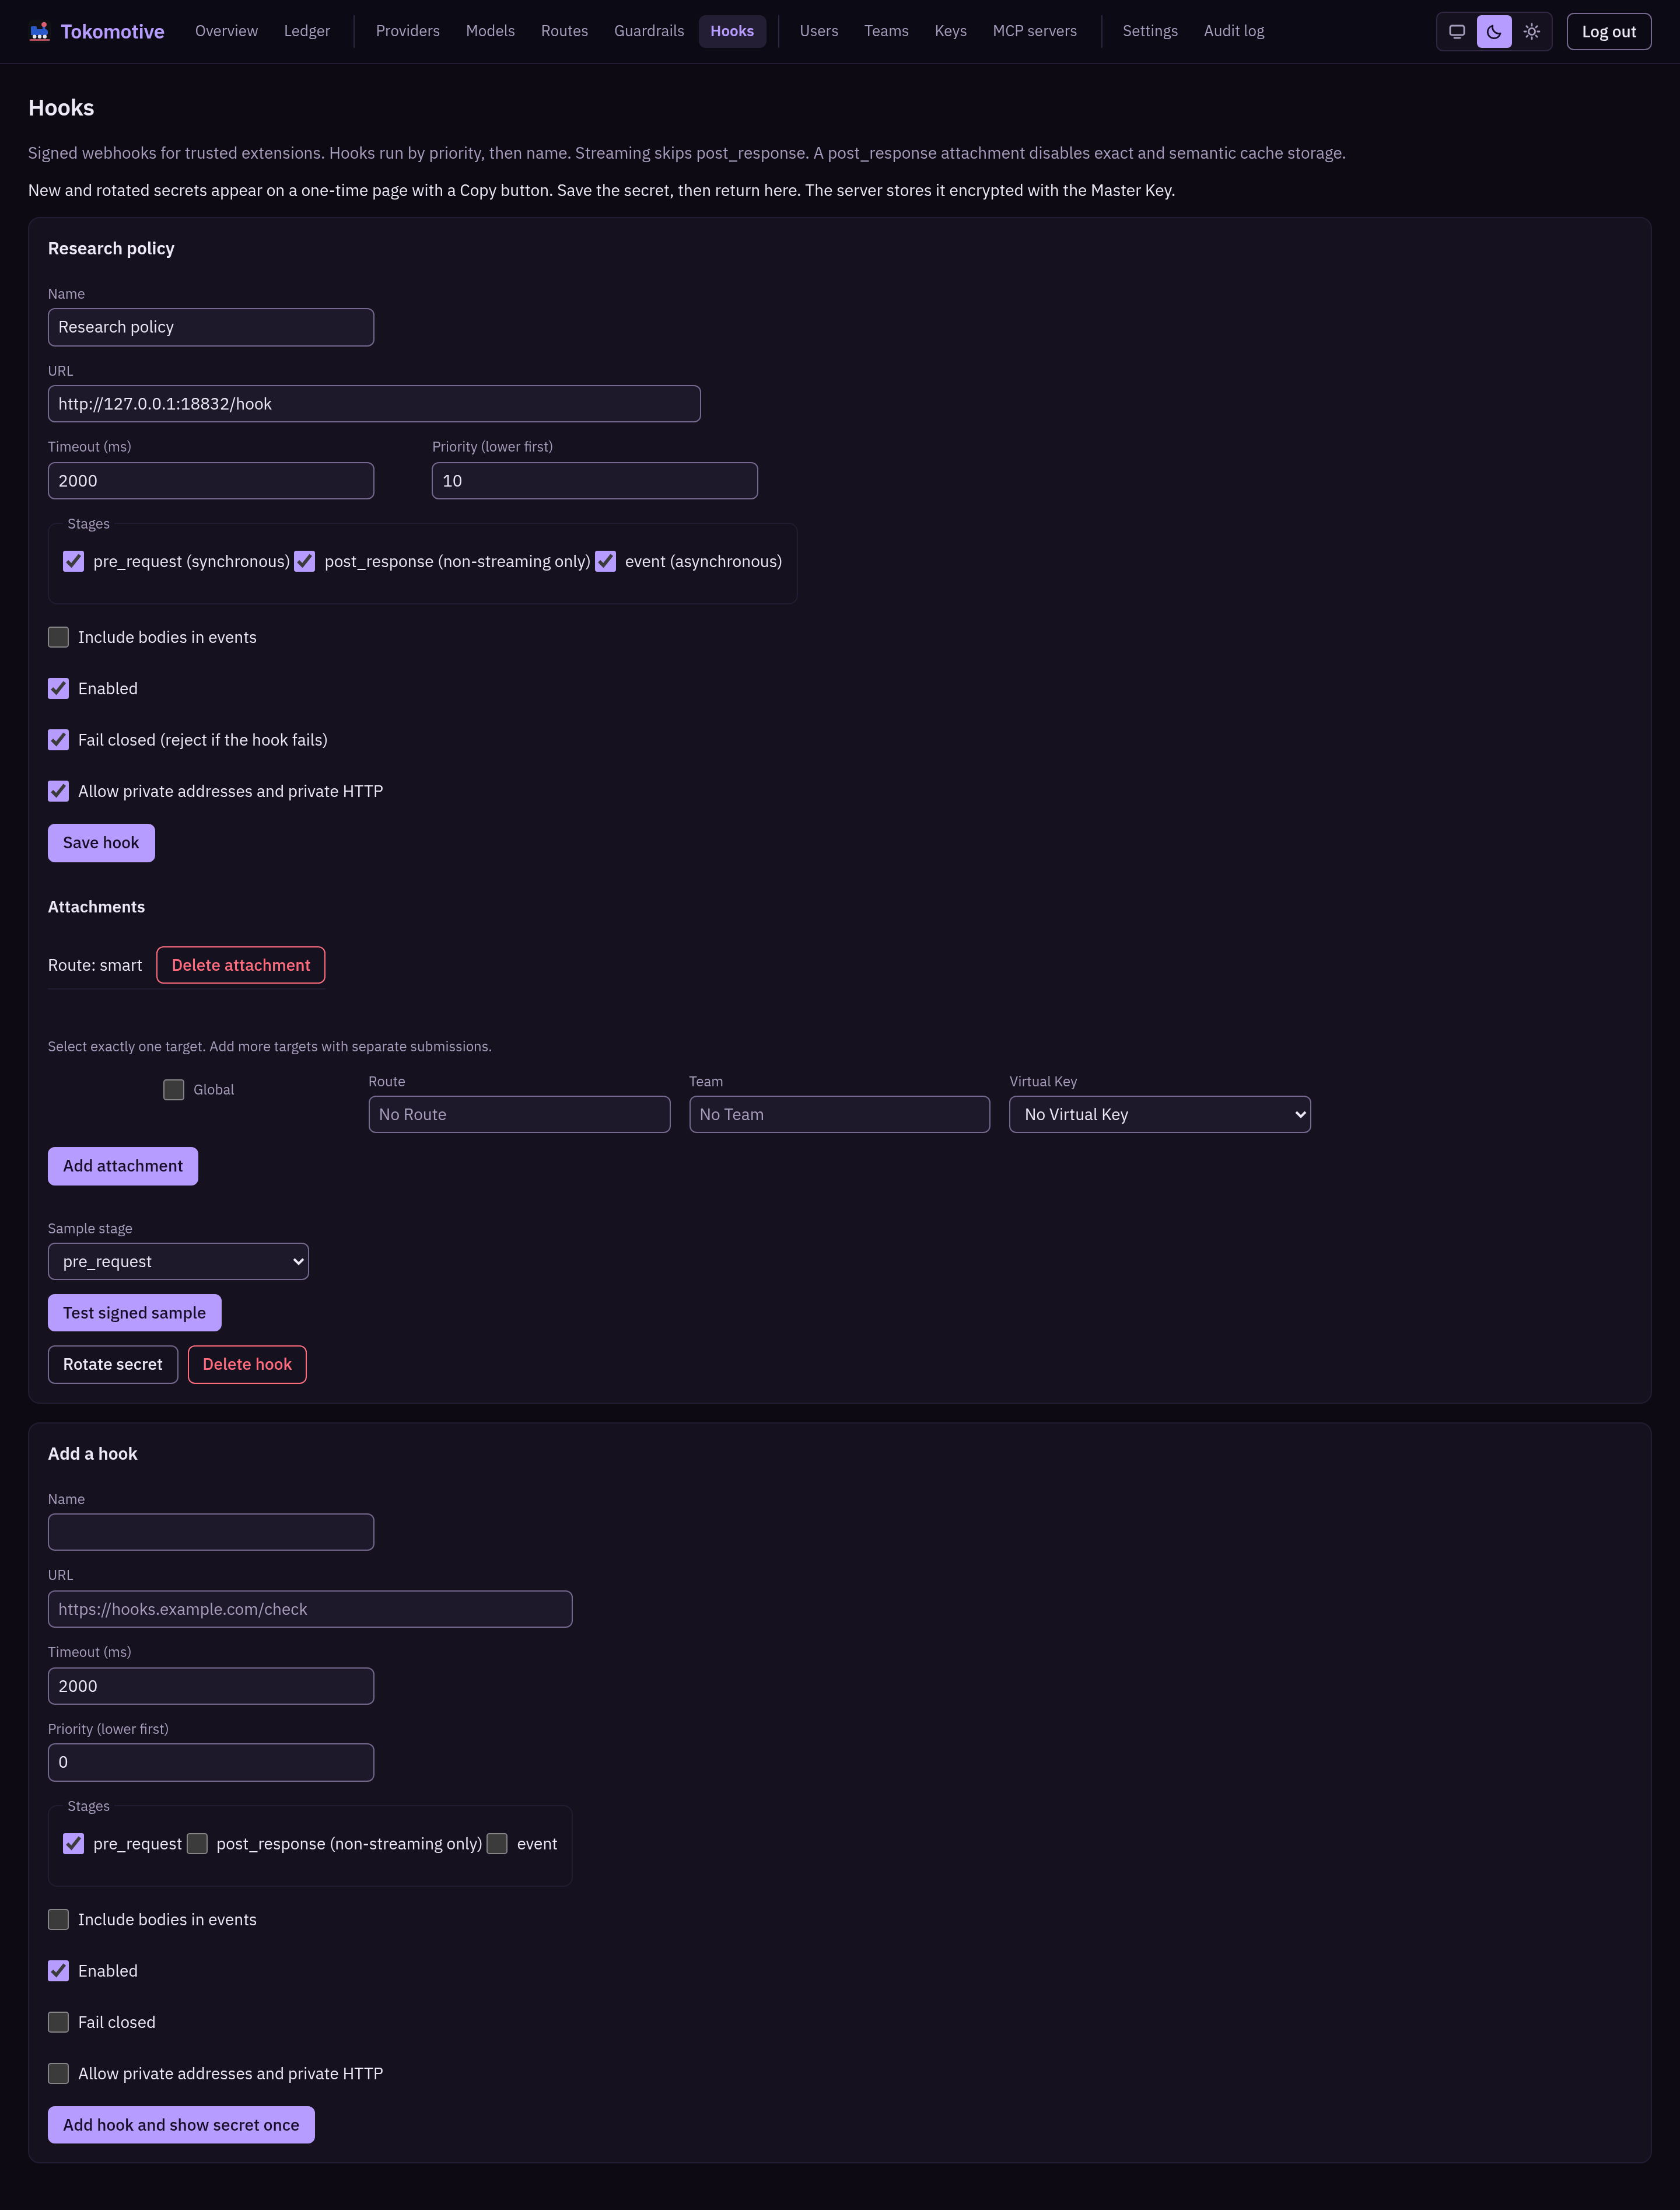 Tokomotive Overview Ledger Providers Models Routes Guardrails Hooks Users Teams Keys MCP servers Settings Audit log Log out
Hooks
Signed webhooks for trusted extensions. Hooks run by priority, then name. Streaming skips post_response. A post_response attachment disables exact and semantic cache storage.
New and rotated secrets appear on a one-time page with a Copy button. Save the secret, then return here. The server stores it encrypted with the Master Key.
Research policy
Name
Research policy
URL
http://127.0.0.1:18832/hook
Timeout (ms) Priority (lower first)
2000 10
Stages
pre_request (synchronous) post_response (non-streaming only) event (asynchronous)
Include bodies in events
Enabled
Fail closed (reject if the hook fails)
Allow private addresses and private HTTP
Save hook
Attachments
Route: smart Delete attachment
Select exactly one target. Add more targets with separate submissions.
Global Route Team Virtual Key
No Route No Team No Virtual Key
Add attachment
Sample stage
pre_request
Test signed sample
Rotate secret Delete hook
Add a hook
Name
URL
https://hooks.example.com/check
Timeout (ms)
2000
Priority (lower first)
0
Stages
pre_request post_response (non-streaming only) event
Include bodies in events
Enabled
Fail closed
Allow private addresses and private HTTP
Add hook and show secret once